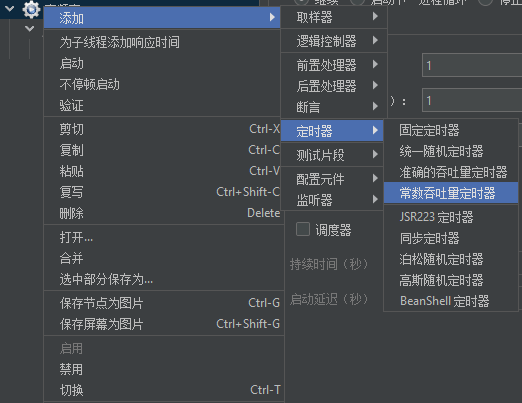 添加
为子线程添加响应时间
启动
不停顿启动
验证
剪切 Ctrl-X
复制 Ctrl-C
粘贴 Ctrl-V
复写 Ctrl+Shift-C
删除 Delete
打开...
合并
选中部分保存为...
保存节点为图片 Ctrl-G
保存屏幕为图片 Ctrl+Shift-G
启用
禁用
切换 Ctrl-T
取样器
逻辑控制器
前置处理器
后置处理器
断言
定时器
测试片段
配置元件
监听器
固定定时器
统一随机定时器
准确的吞吐量定时器
常数吞吐量定时器
JSR223 定时器
同步定时器
泊松随机定时器
高斯随机定时器
BeanShell 定时器
1
）： 1
调度器
持续时间（秒）
启动延迟（秒）